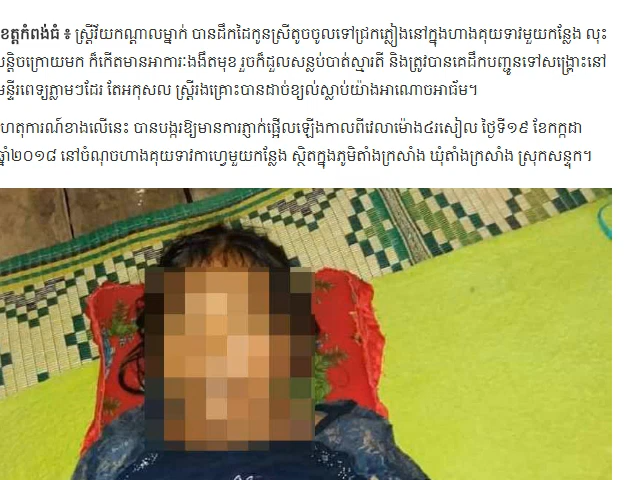 ខេត្តកំពង់ធំ ៖ ស្ត្រីវ័យកណ្តាលម្នាក់ បានដឹកដៃកូនស្រីតូចចូលទៅជ្រកភ្លៀងនៅក្នុងហាងគុយទាវមួយកន្លែង លុះ
បន្តិចក្រោយមក ក៏កើតមានអាការៈងងឹតមុខ រួចក៏ដួលសន្លប់បាត់ស្មារតី និងត្រូវបានគេដឹកបញ្ជូនទៅសង្គ្រោះនៅ
មន្ទីរពេទ្យភ្លាមៗដែរ តែអកុសល ស្ត្រីរងគ្រោះបានដាច់ខ្យល់ស្លាប់យ៉ាងអាណោចអាធ័ម។
ហេតុការណ៍ខាងលើនេះ បានបង្ករឱ្យមានការភ្ញាក់ផ្អើលឡើងកាលពីវេលាម៉ោង៤រសៀល ថ្ងៃទី១៩ ខែកក្កដា
ឆ្នាំ២០១៨ នៅចំណុចហាងគុយទាវកាហ្វេមួយកន្លែង ស្ថិតក្នុងភូមិតាំងក្រសាំង ឃុំតាំងក្រសាំង ស្រុកសន្ទុក។